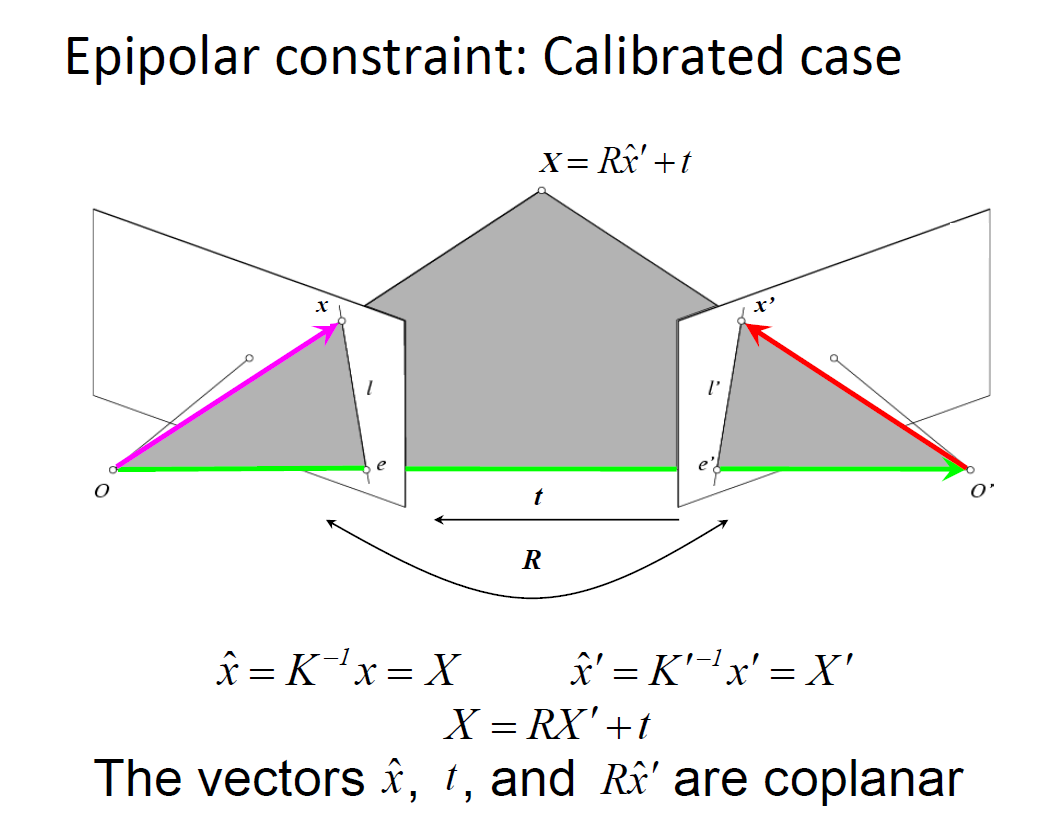 Epipolar constraint: Calibrated case
X = Rx̂′ + t
x x’
l l’
e e’
O O’
t
R
x̂ = K⁻¹x = X x̂′ = K′⁻¹x′ = X′
X = RX′ + t
The vectors x̂, t, and Rx̂′ are coplanar